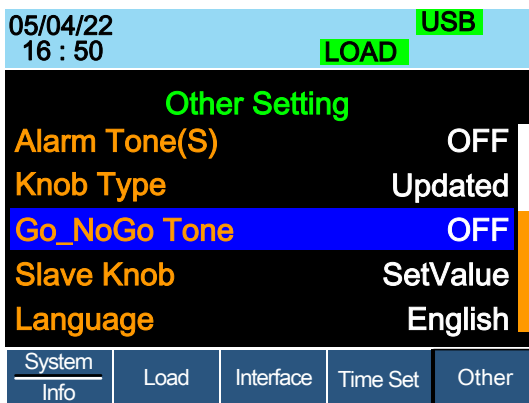 05/04/22 USB
16 : 50 LOAD
Other Setting
Alarm Tone(S) OFF
Knob Type Updated
Go_NoGo Tone OFF
Slave Knob SetValue
Language English
System
Info
Load
Interface
Time Set
Other